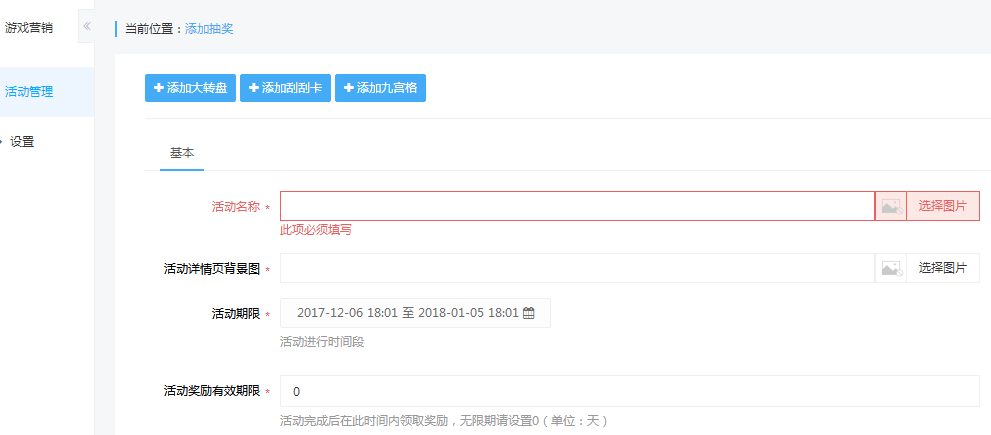 游戏营销
当前位置：添加抽奖
活动管理
设置
添加大转盘 添加刮刮卡 添加九宫格
基本
活动名称 * 选择图片
此项必须填写
活动详情页背景图 * 选择图片
活动期限 * 2017-12-06 18:01 至 2018-01-05 18:01
活动进行时间段
活动奖励有效期限 * 0
活动完成后在此时间内领取奖励，无限期请设置0（单位：天）